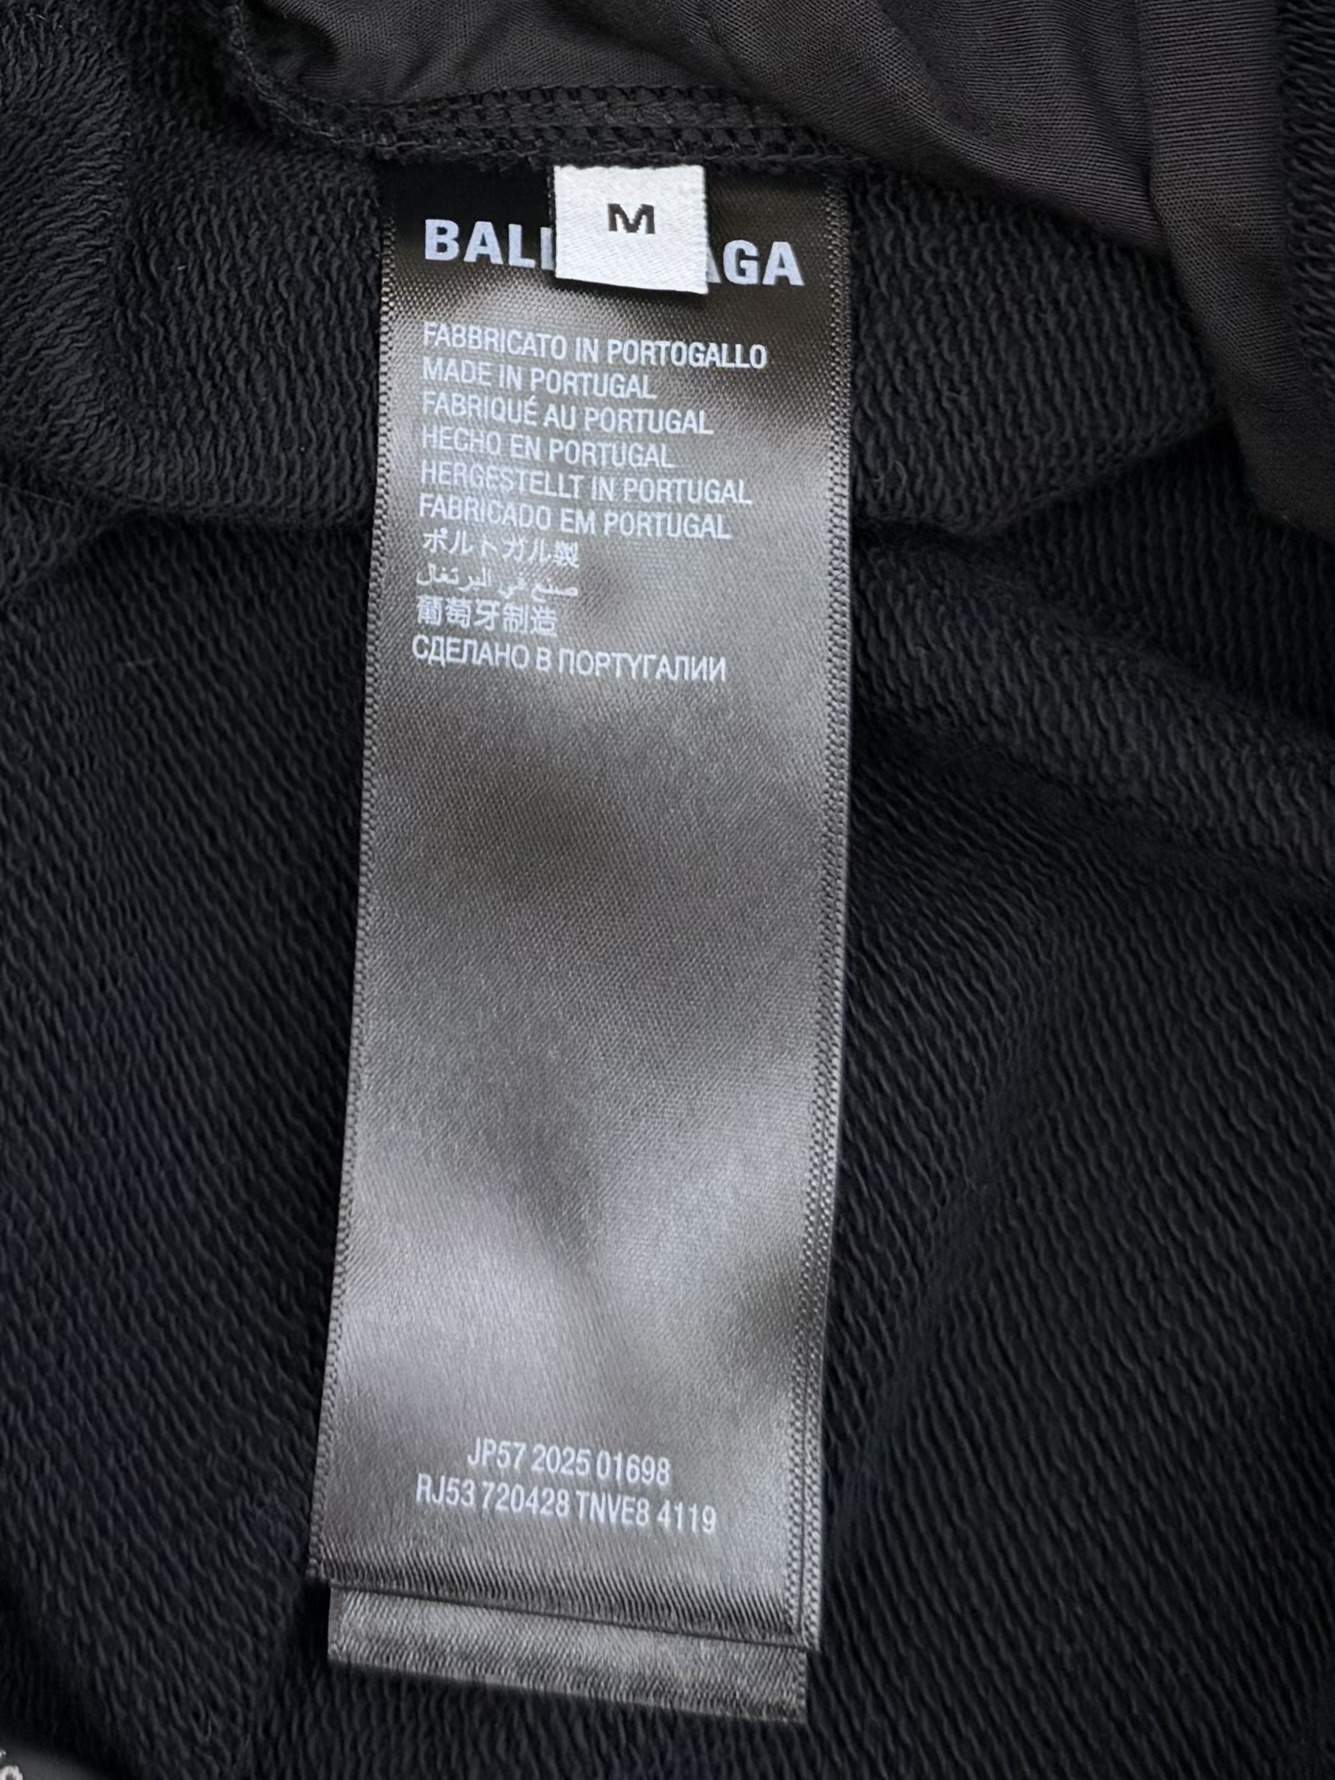 M
BALL AGA
FABBRICATO IN PORTOGALLO
MADE IN PORTUGAL
FABRIQUÉ AU PORTUGAL
HECHO EN PORTUGAL
HERGESTELLT IN PORTUGAL
FABRICADO EM PORTUGAL
ポルトガル製
صنع في البرتغال
葡萄牙制造
СДЕЛАНО В ПОРТУГАЛИИ
JP57 2025 01698
RJ53 720428 TNVE8 4119